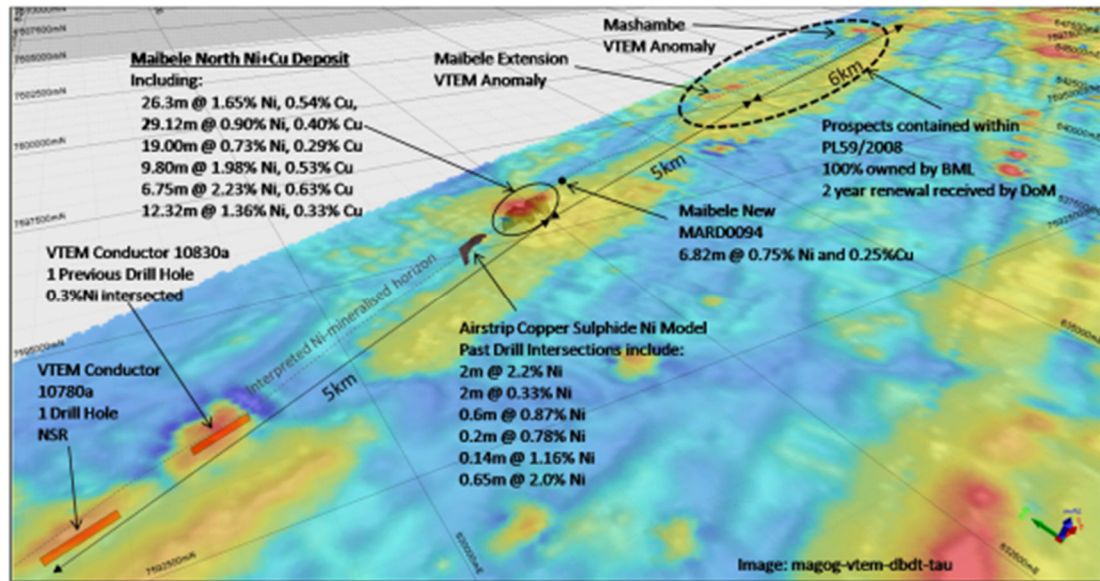 Mashambe
VTEM Anomaly
Maibele North Ni+Cu Deposit
Including:
26.3m @ 1.65% Ni, 0.54% Cu,
29.12m @ 0.90% Ni, 0.40% Cu
19.00m @ 0.73% Ni, 0.29% Cu
9.80m @ 1.98% Ni, 0.53% Cu
6.75m @ 2.23% Ni, 0.63% Cu
12.32m @ 1.36% Ni, 0.33% Cu
Maibele Extension
VTEM Anomaly
6km
Prospects contained within
PL59/2008
100% owned by BML
2 year renewal received by DoM
5km
Maibele New
MARD0094
6.82m @ 0.75% Ni and 0.25%Cu
VTEM Conductor 10830a
1 Previous Drill Hole
0.3%Ni intersected
Interpreted Ni-mineralised horizon
5km
Airstrip Copper Sulphide Ni Model
Past Drill Intersections include:
2m @ 2.2% Ni
2m @ 0.33% Ni
0.6m @ 0.87% Ni
0.2m @ 0.78% Ni
0.14m @ 1.16% Ni
0.65m @ 2.0% Ni
VTEM Conductor
10780a
1 Drill Hole
NSR
7592500mN
630000mE
632500mE
635000mE
Image: magog-vtem-dbdt-tau